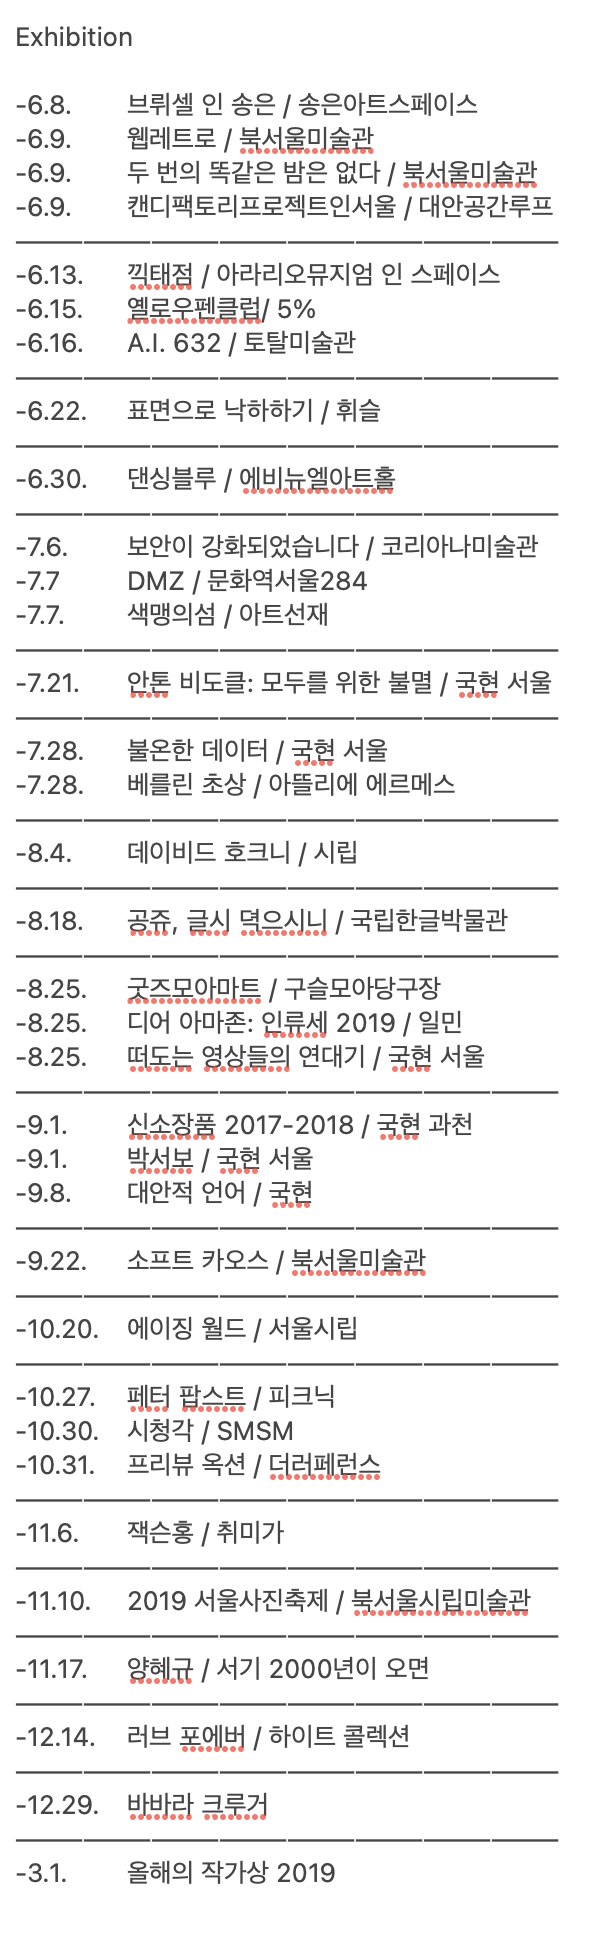 Exhibition
-6.8. 브뤼셀 인 송은 / 송은아트스페이스
-6.9. 웹레트로 / 북서울미술관
-6.9. 두 번의 똑같은 밤은 없다 / 북서울미술관
-6.9. 캔디팩토리프로젝트인서울 / 대안공간루프
-6.13. 끽태점 / 아라리오뮤지엄 인 스페이스
-6.15. 옐로우펜클럽/ 5%
-6.16. A.I. 632 / 토탈미술관
-6.22. 표면으로 낙하하기 / 휘슬
-6.30. 댄싱블루 / 에비뉴엘아트홀
-7.6. 보안이 강화되었습니다 / 코리아나미술관
-7.7 DMZ / 문화역서울284
-7.7. 색맹의섬 / 아트선재
-7.21. 안톤 비도클: 모두를 위한 불멸 / 국현 서울
-7.28. 불온한 데이터 / 국현 서울
-7.28. 베를린 초상 / 아뜰리에 에르메스
-8.4. 데이비드 호크니 / 시립
-8.18. 공쥬, 글시 뎍으시니 / 국립한글박물관
-8.25. 굿즈모아마트 / 구슬모아당구장
-8.25. 디어 아마존: 인류세 2019 / 일민
-8.25. 떠도는 영상들의 연대기 / 국현 서울
-9.1. 신소장품 2017-2018 / 국현 과천
-9.1. 박서보 / 국현 서울
-9.8. 대안적 언어 / 국현
-9.22. 소프트 카오스 / 북서울미술관
-10.20. 에이징 월드 / 서울시립
-10.27. 페터 팝스트 / 피크닉
-10.30. 시청각 / SMSM
-10.31. 프리뷰 옥션 / 더러페런스
-11.6. 잭슨홍 / 취미가
-11.10. 2019 서울사진축제 / 북서울시립미술관
-11.17. 양혜규 / 서기 2000년이 오면
-12.14. 러브 포에버 / 하이트 콜렉션
-12.29. 바바라 크루거
-3.1. 올해의 작가상 2019